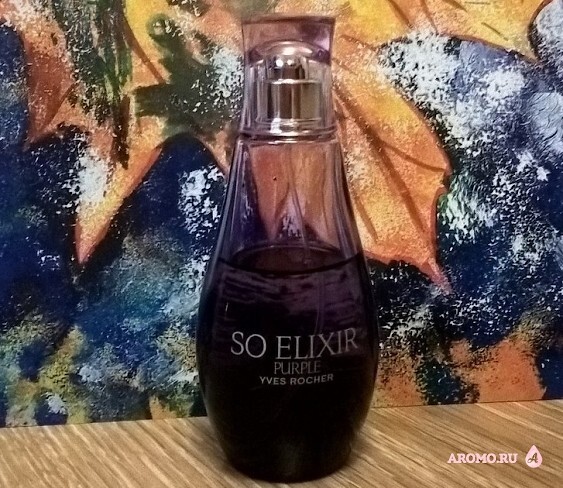 SO ELIXIR
PURPLE
YVES ROCHER
AROMO.RU